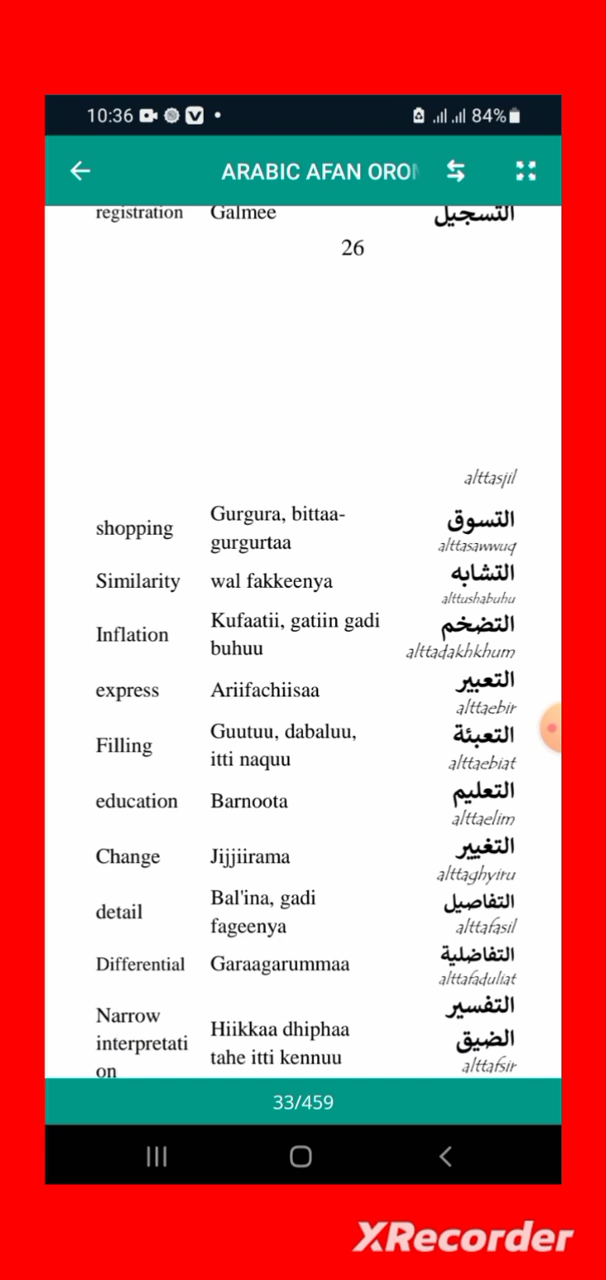 10:36
84%
ARABIC AFAN ORO
registration Galmee التسجيل
26
alttasjil
shopping Gurgura, bittaa-
gurgurtaa التسوق
alttasawwuq
Similarity wal fakkeenya التشابه
alttushabuhu
Inflation Kufaatii, gatiin gadi
buhuu التضخم
alttadakhkhum
express Ariifachiisaa التعبير
alttaebir
Filling Guutuu, dabaluu,
itti naquu التعبئة
alttaebiat
education Barnoota التعليم
alttaelim
Change Jijjiirama التغيير
alttaghyiru
detail Bal'ina, gadi
fageenya التفاصيل
alttafasil
Differential Garaagarummaa التفاضلية
alttafaduliat
Narrow
interpretati
on Hiikkaa dhiphaa
tahe itti kennuu التفسير
الضيق
alttafsir
33/459
XRecorder